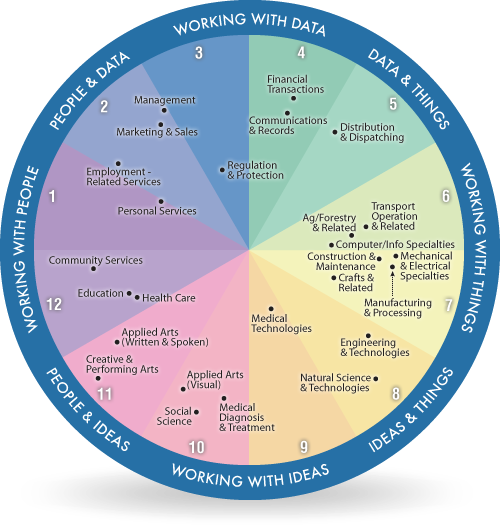 WORKING WITH DATA
PEOPLE & DATA
DATA & THINGS
WORKING WITH PEOPLE
WORKING WITH THINGS
PEOPLE & IDEAS
IDEAS & THINGS
WORKING WITH IDEAS
3
4
2
5
1
6
12
7
11
8
10
9
Financial
Transactions
Management
Marketing & Sales
Communications
& Records
Distribution
& Dispatching
Employment -
Related Services
Regulation
& Protection
Personal Services
Transport
Operation
& Related
Ag/Forestry
& Related
Computer/Info Specialties
Community Services
Construction &
Maintenance
Mechanical
& Electrical
Specialties
Crafts &
Related
Education
Health Care
Manufacturing
& Processing
Medical
Technologies
Applied Arts
(Written & Spoken)
Engineering
& Technologies
Creative &
Performing Arts
Applied Arts
(Visual)
Natural Science
& Technologies
Social
Science
Medical
Diagnosis
& Treatment